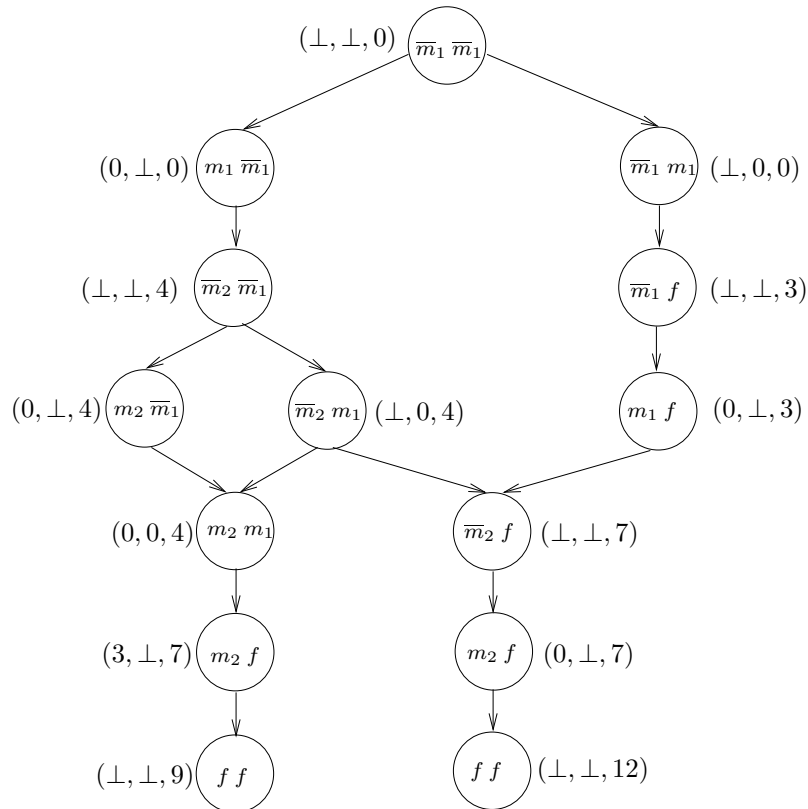 (⊥, ⊥, 0) m̅₁ m̅₁
(0, ⊥, 0) m₁ m̅₁ m̅₁ m₁ (⊥, 0, 0)
(⊥, ⊥, 4) m̅₂ m̅₁ m̅₁ f (⊥, ⊥, 3)
(0, ⊥, 4) m₂ m̅₁ m̅₂ m₁ (⊥, 0, 4) m₁ f (0, ⊥, 3)
(0, 0, 4) m₂ m₁ m̅₂ f (⊥, ⊥, 7)
(3, ⊥, 7) m₂ f m₂ f (0, ⊥, 7)
(⊥, ⊥, 9) f f f f (⊥, ⊥, 12)